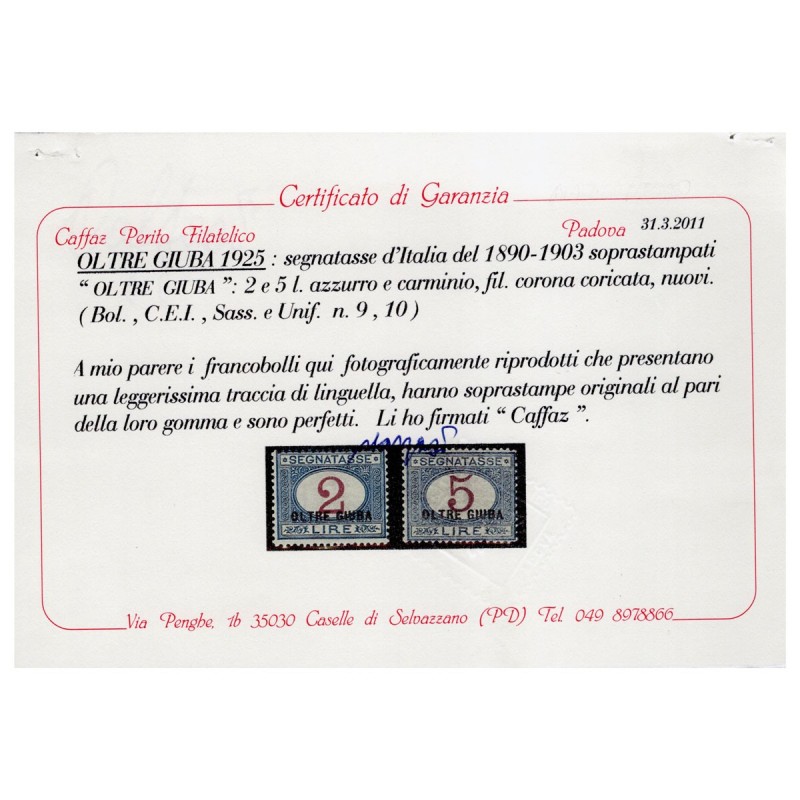 Certificato di Garanzia
Caffaz Perito Filatelico
Padova 31.3.2011
OLTRE GIUBA 1925 : segnatasse d'Italia del 1890-1903 soprastampati
“ OLTRE GIUBA ”: 2 e 5 l. azzurro e carminio, fil. corona coricata, nuovi.
( Bol. , C.E.I. , Sass. e Unif. n. 9 , 10 )
A mio parere i francobolli qui fotograficamente riprodotti che presentano
una leggerissima traccia di linguella, hanno soprastampe originali al pari
della loro gomma e sono perfetti. Li ho firmati “ Caffaz ”.
SEGNATASSE
2
OLTRE GIUBA
LIRE
SEGNATASSE
5
OLTRE GIUBA
LIRE
Via Penghe, 1b 35030 Caselle di Selvazzano (PD) Tel. 049 8978866